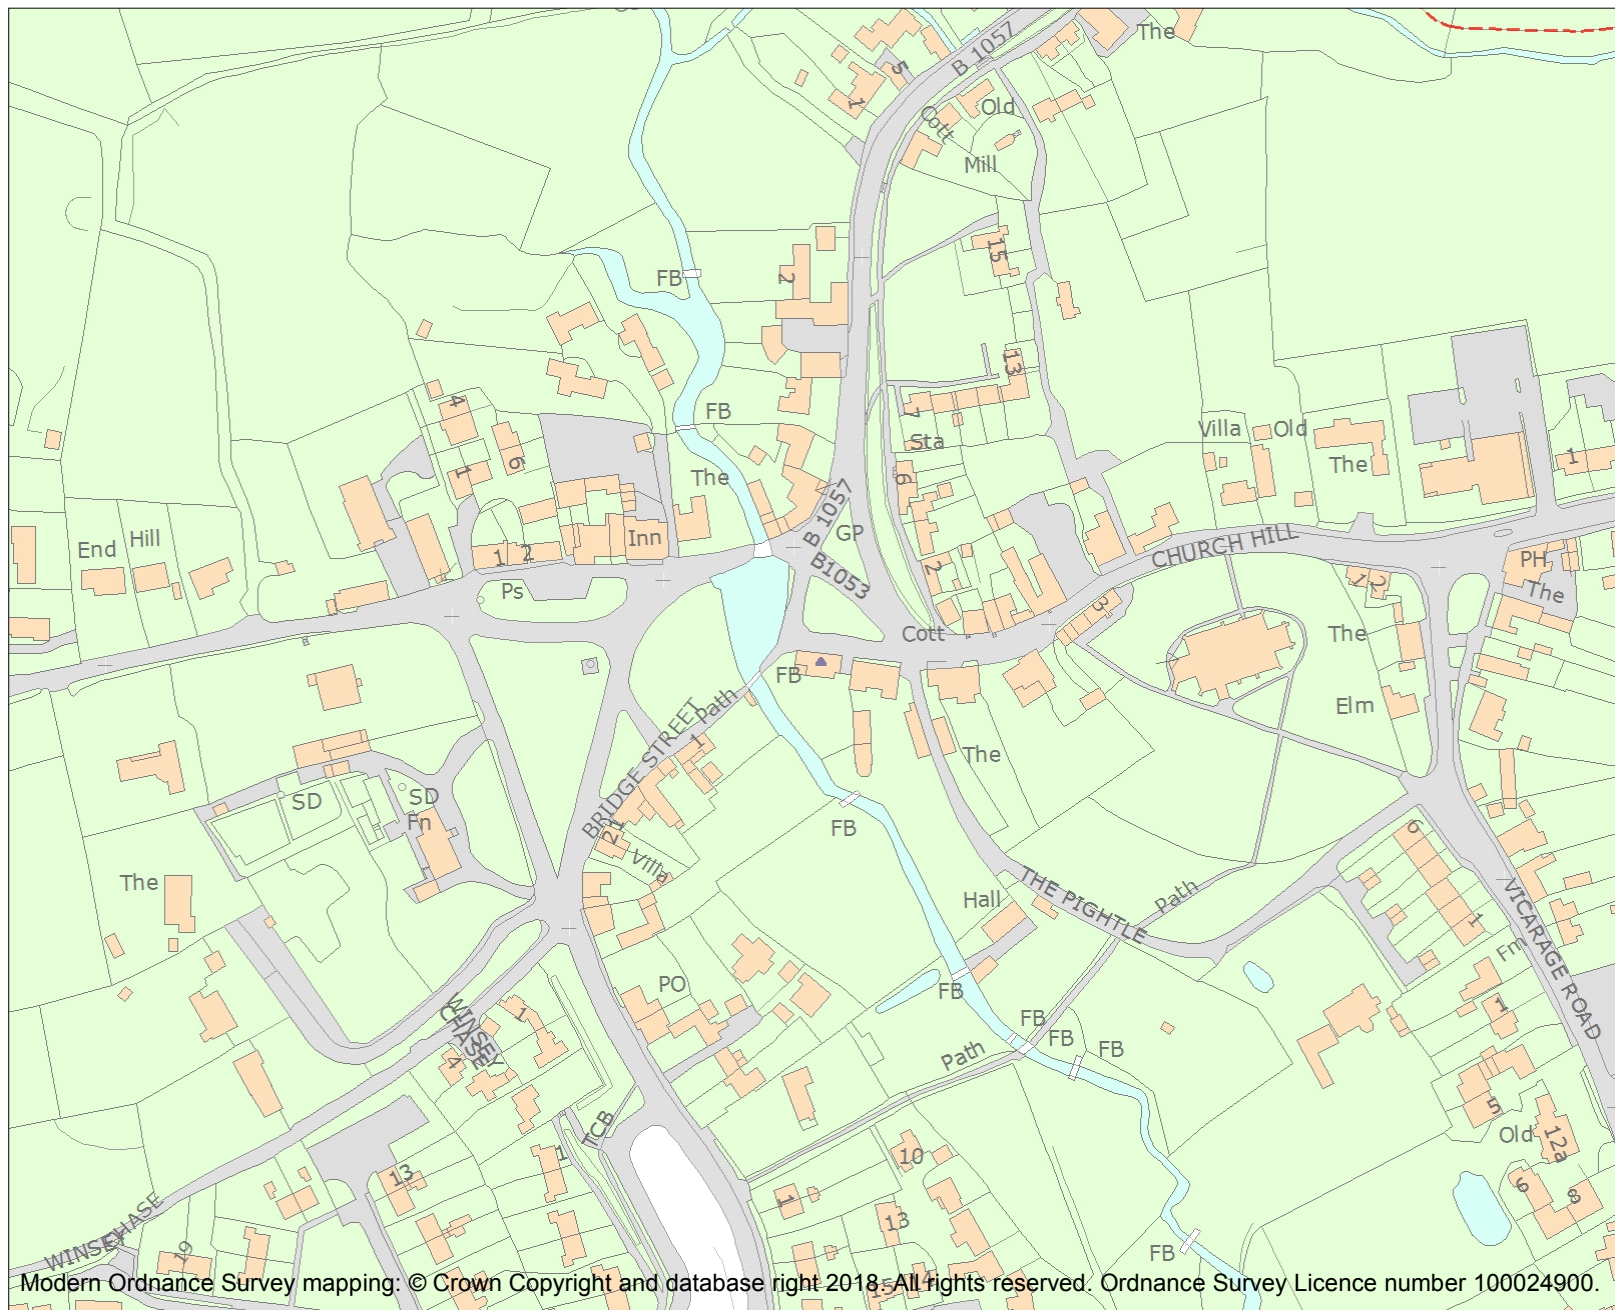 B 1057
The
5
1
Cott
Old
Mill
15
FB
2
13
FB
4
7
Sta
Villa
Old
The
1
6
1
The
6
B 1057
GP
End
Hill
Inn
1
2
B1053
2
CHURCH HILL
PH
The
1
2
Ps
3
Cott
The
FB
Path
Elm
BRIDGE STREET
1
The
SD
SD
Fn
21
FB
6
Villa
The
Hall
THE PIGHTLE
Path
1
VICARAGE ROAD
Fm
PO
FB
WINSEY
CHASE
1
FB
FB
FB
1
4
Path
5
Old
12a
TCB
1
10
13
1
13
6
8
WINSEY
CHASE
19
FB
15
14
Modern Ordnance Survey mapping: © Crown Copyright and database right 2018. All rights reserved. Ordnance Survey Licence number 100024900.